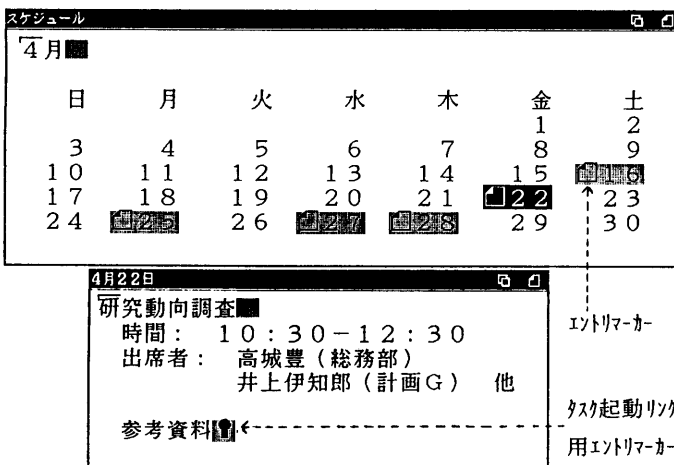 スケジュール
4月
日 月 火 水 木 金 土
1 2
3 4 5 6 7 8 9
10 11 12 13 14 15 16
17 18 19 20 21 22 23
24 25 26 27 28 29 30
エントリマーカー
4月22日
研究動向調査
時間： 10：30－12：30
出席者： 高城豊（総務部）
井上伊知郎（計画G） 他
参考資料
タスク起動リンク
用エントリマーカー